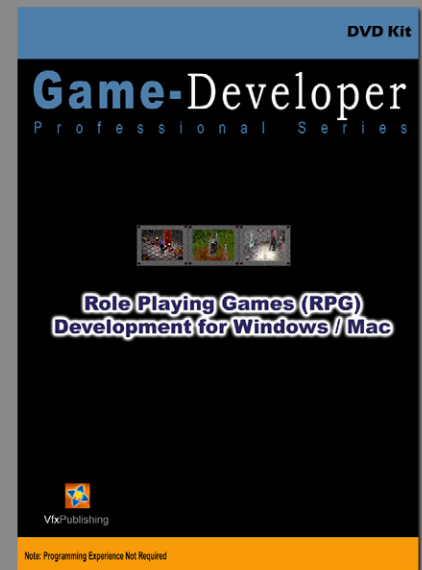 DVD Kit
Game-Developer
Professional Series
Role Playing Games (RPG)
Development for Windows / Mac
VfxPublishing
Note: Programming Experience Not Required